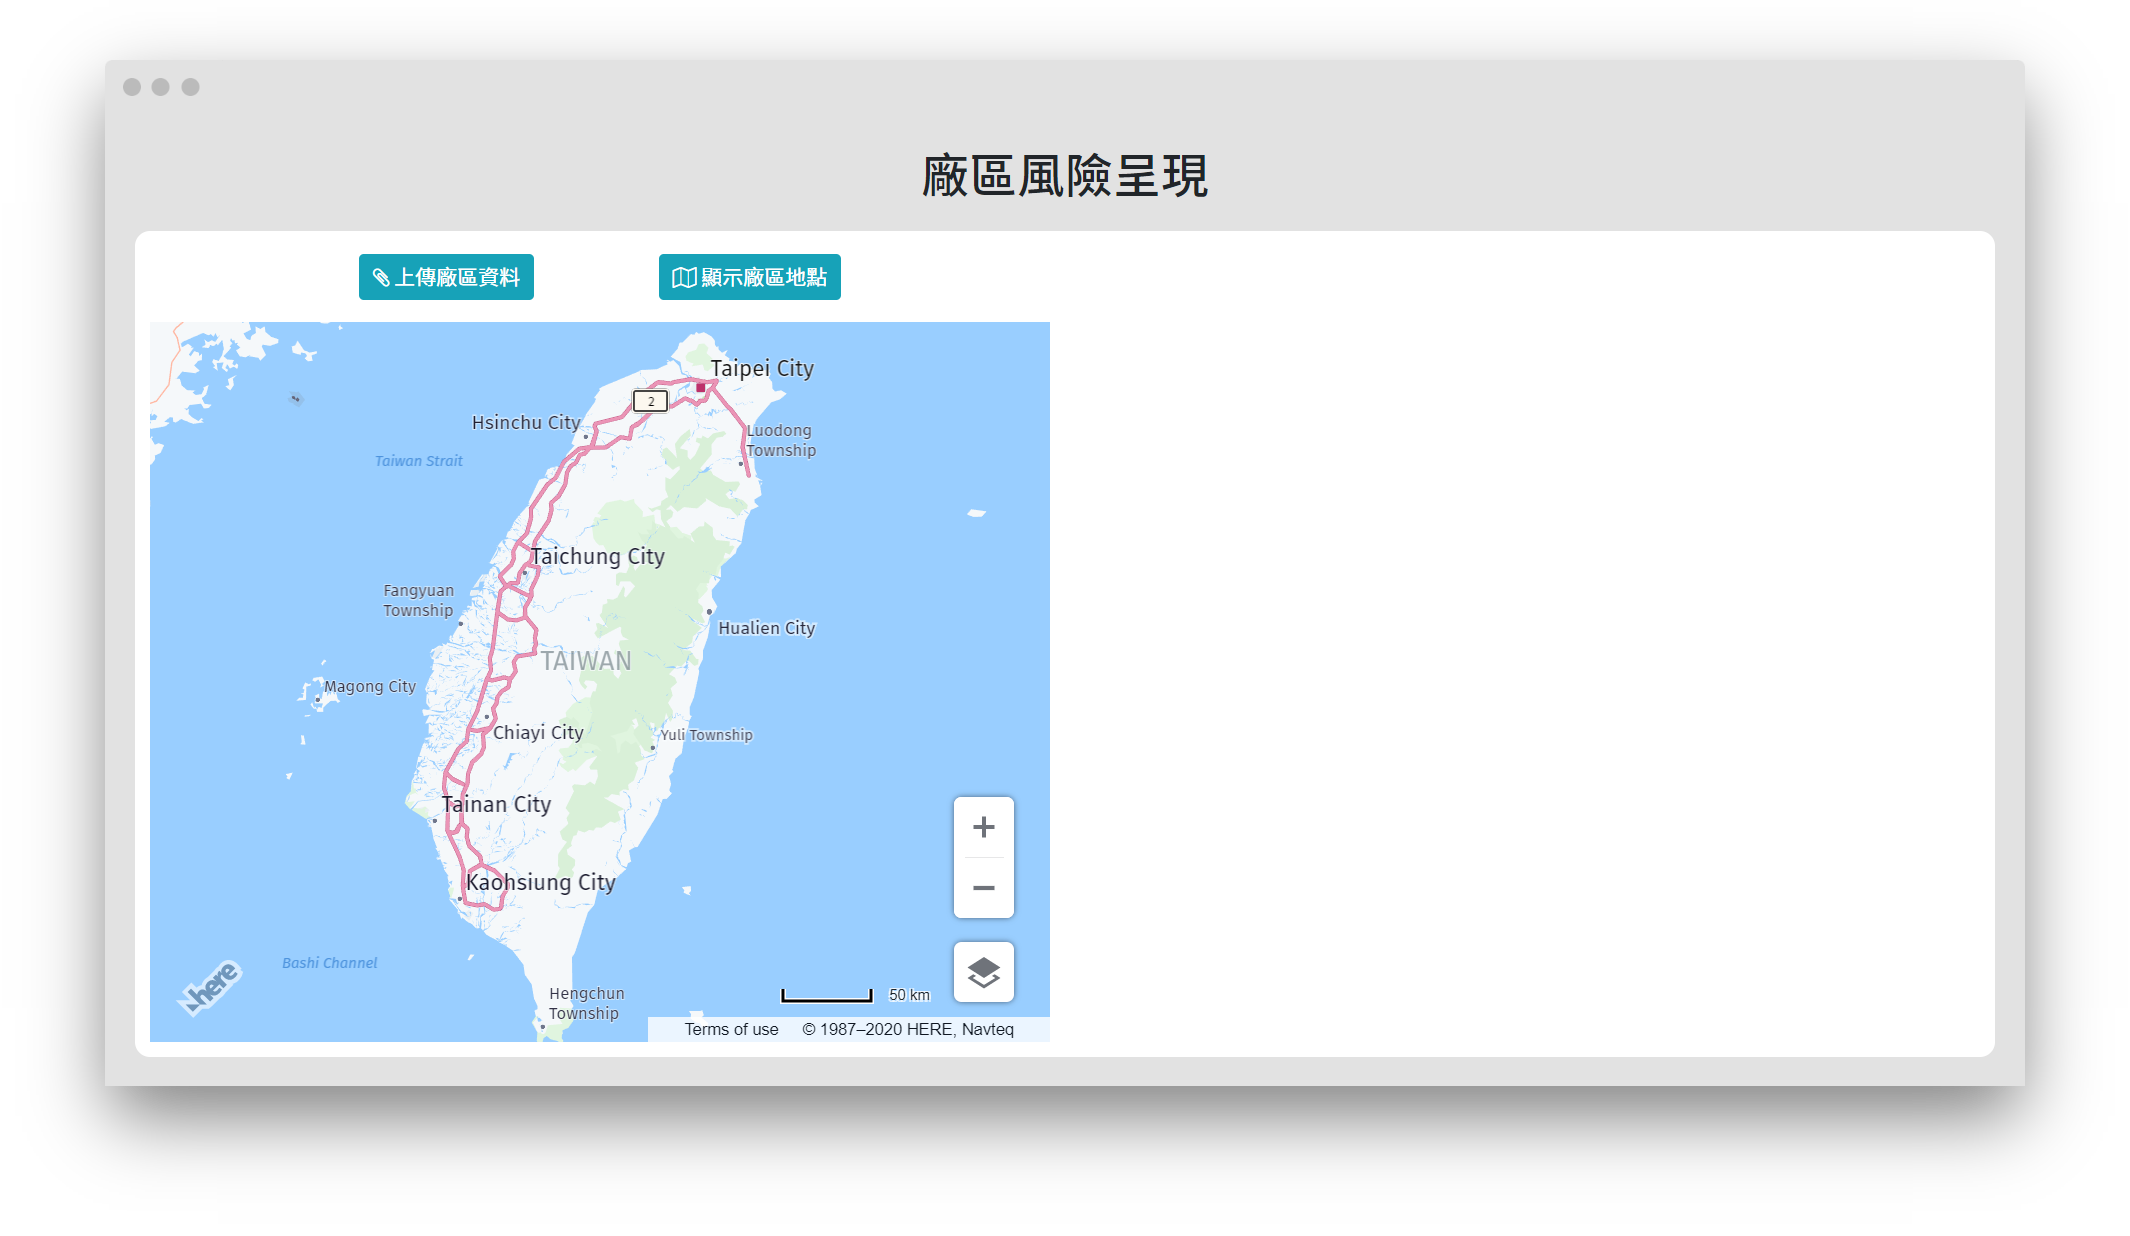 廠區風險呈現
上傳廠區資料
顯示廠區地點
Taipei City
2
Hsinchu City
Luodong
Township
Taiwan Strait
Taichung City
Fangyuan
Township
Hualien City
TAIWAN
Magong City
Chiayi City
Yuli Township
Tainan City
Kaohsiung City
Bashi Channel
here
Hengchun
Township
50 km
Terms of use
© 1987–2020 HERE, Navteq